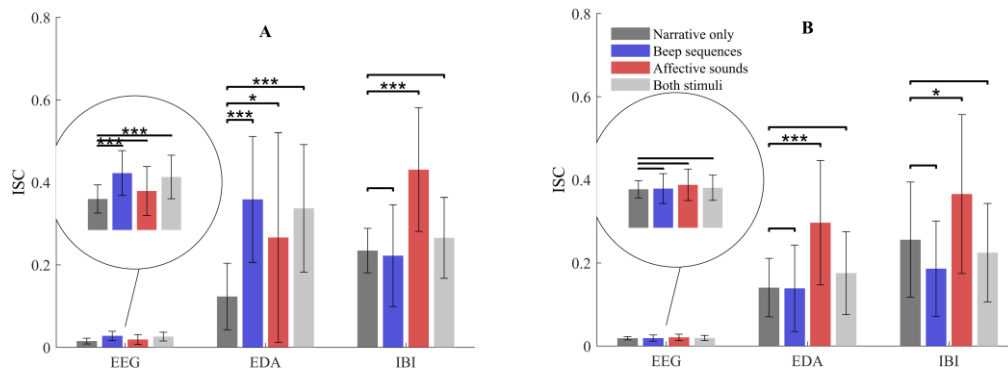 A
0.8
0.6
0.4
0.2
0
ISC
***
***
***
*
***
***
EEG
EDA
IBI
B
Narrative only
Beep sequences
Affective sounds
Both stimuli
0.8
0.6
0.4
0.2
0
ISC
***
*
EEG
EDA
IBI